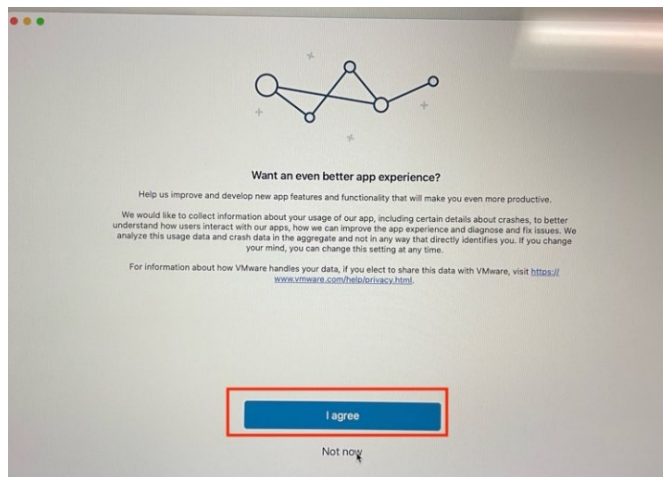 Want an even better app experience?
Help us improve and develop new app features and functionality that will make you even more productive.
We would like to collect information about your usage of our app, including certain details about crashes, to better
understand how users interact with our apps, how we can improve the app experience and fix issues. We
analyze this usage data and crash data in the aggregate and not in any way that directly identifies you. If you change
your mind, you can change this setting at any time.
For information about how VMware handles your data, if you elect to share this data with VMware, visit https://
www.vmware.com/help/privacy.html.
I agree
Not now